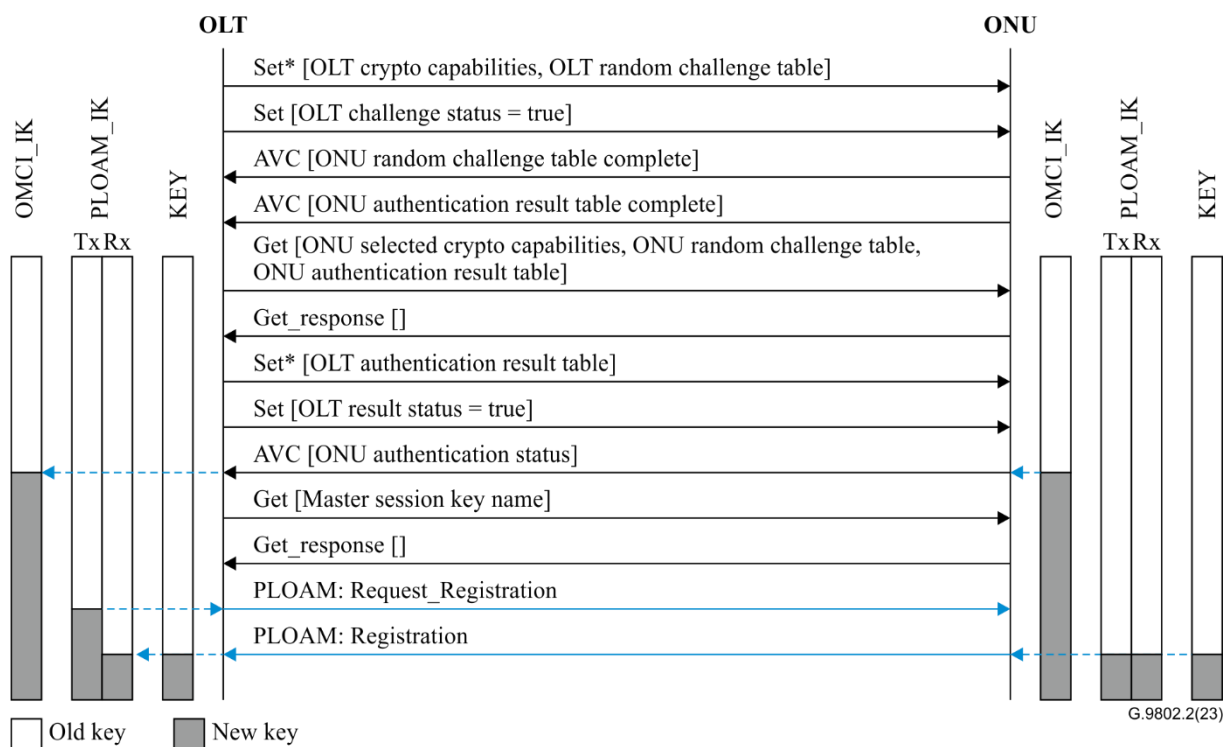 OLT
ONU
Set* [OLT crypto capabilities, OLT random challenge table]
Set [OLT challenge status = true]
AVC [ONU random challenge table complete]
AVC [ONU authentication result table complete]
OMCI_IK
PLOAM_IK
KEY
OMCI_IK
PLOAM_IK
KEY
Tx Rx
Tx Rx
Get [ONU selected crypto capabilities, ONU random challenge table,
ONU authentication result table]
Get_response []
Set* [OLT authentication result table]
Set [OLT result status = true]
AVC [ONU authentication status]
Get [Master session key name]
Get_response []
PLOAM: Request_Registration
PLOAM: Registration
Old key
New key
G.9802.2(23)